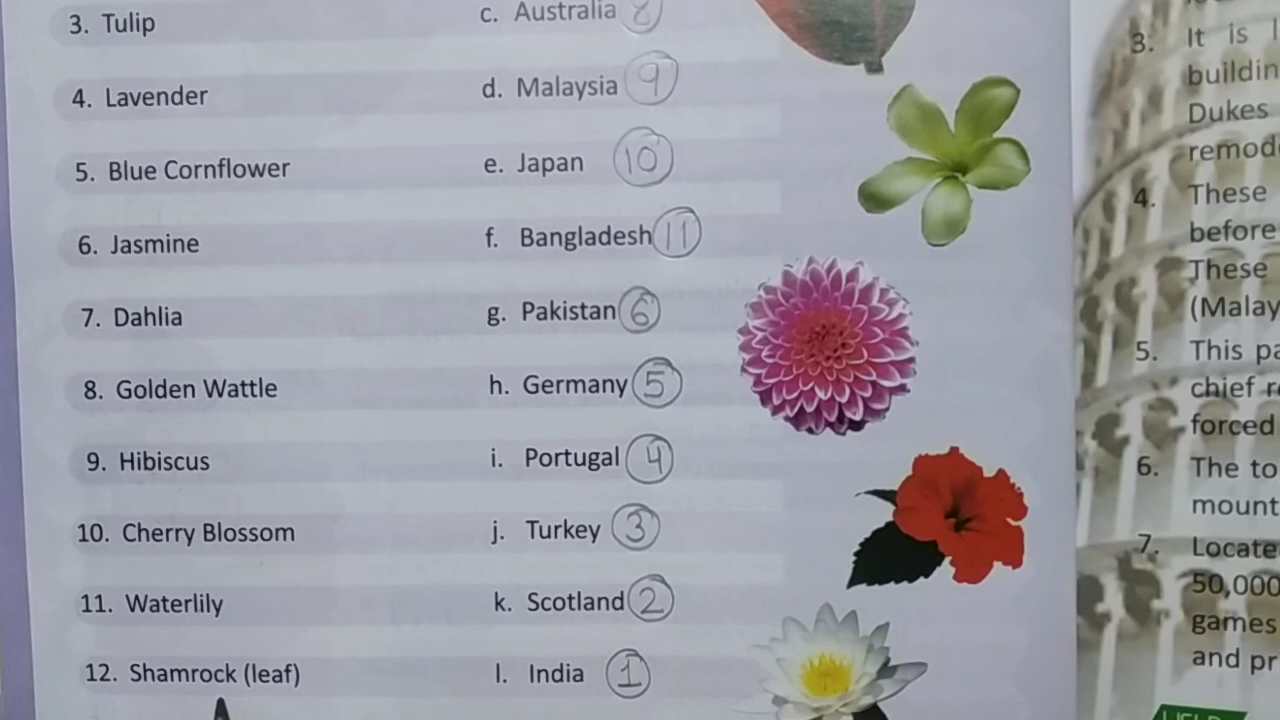 3. Tulip
c. Australia 8
4. Lavender
d. Malaysia 9
5. Blue Cornflower
e. Japan 10
6. Jasmine
f. Bangladesh 11
7. Dahlia
g. Pakistan 6
8. Golden Wattle
h. Germany 5
9. Hibiscus
i. Portugal 4
10. Cherry Blossom
j. Turkey 3
11. Waterlily
k. Scotland 2
12. Shamrock (leaf)
l. India 1
3. It is
buildin
Dukes
remod
4. These
before
These
(Malay
5. This pa
chief r
forced
6. The to
mount
7. Locate
50,000
games
and pr